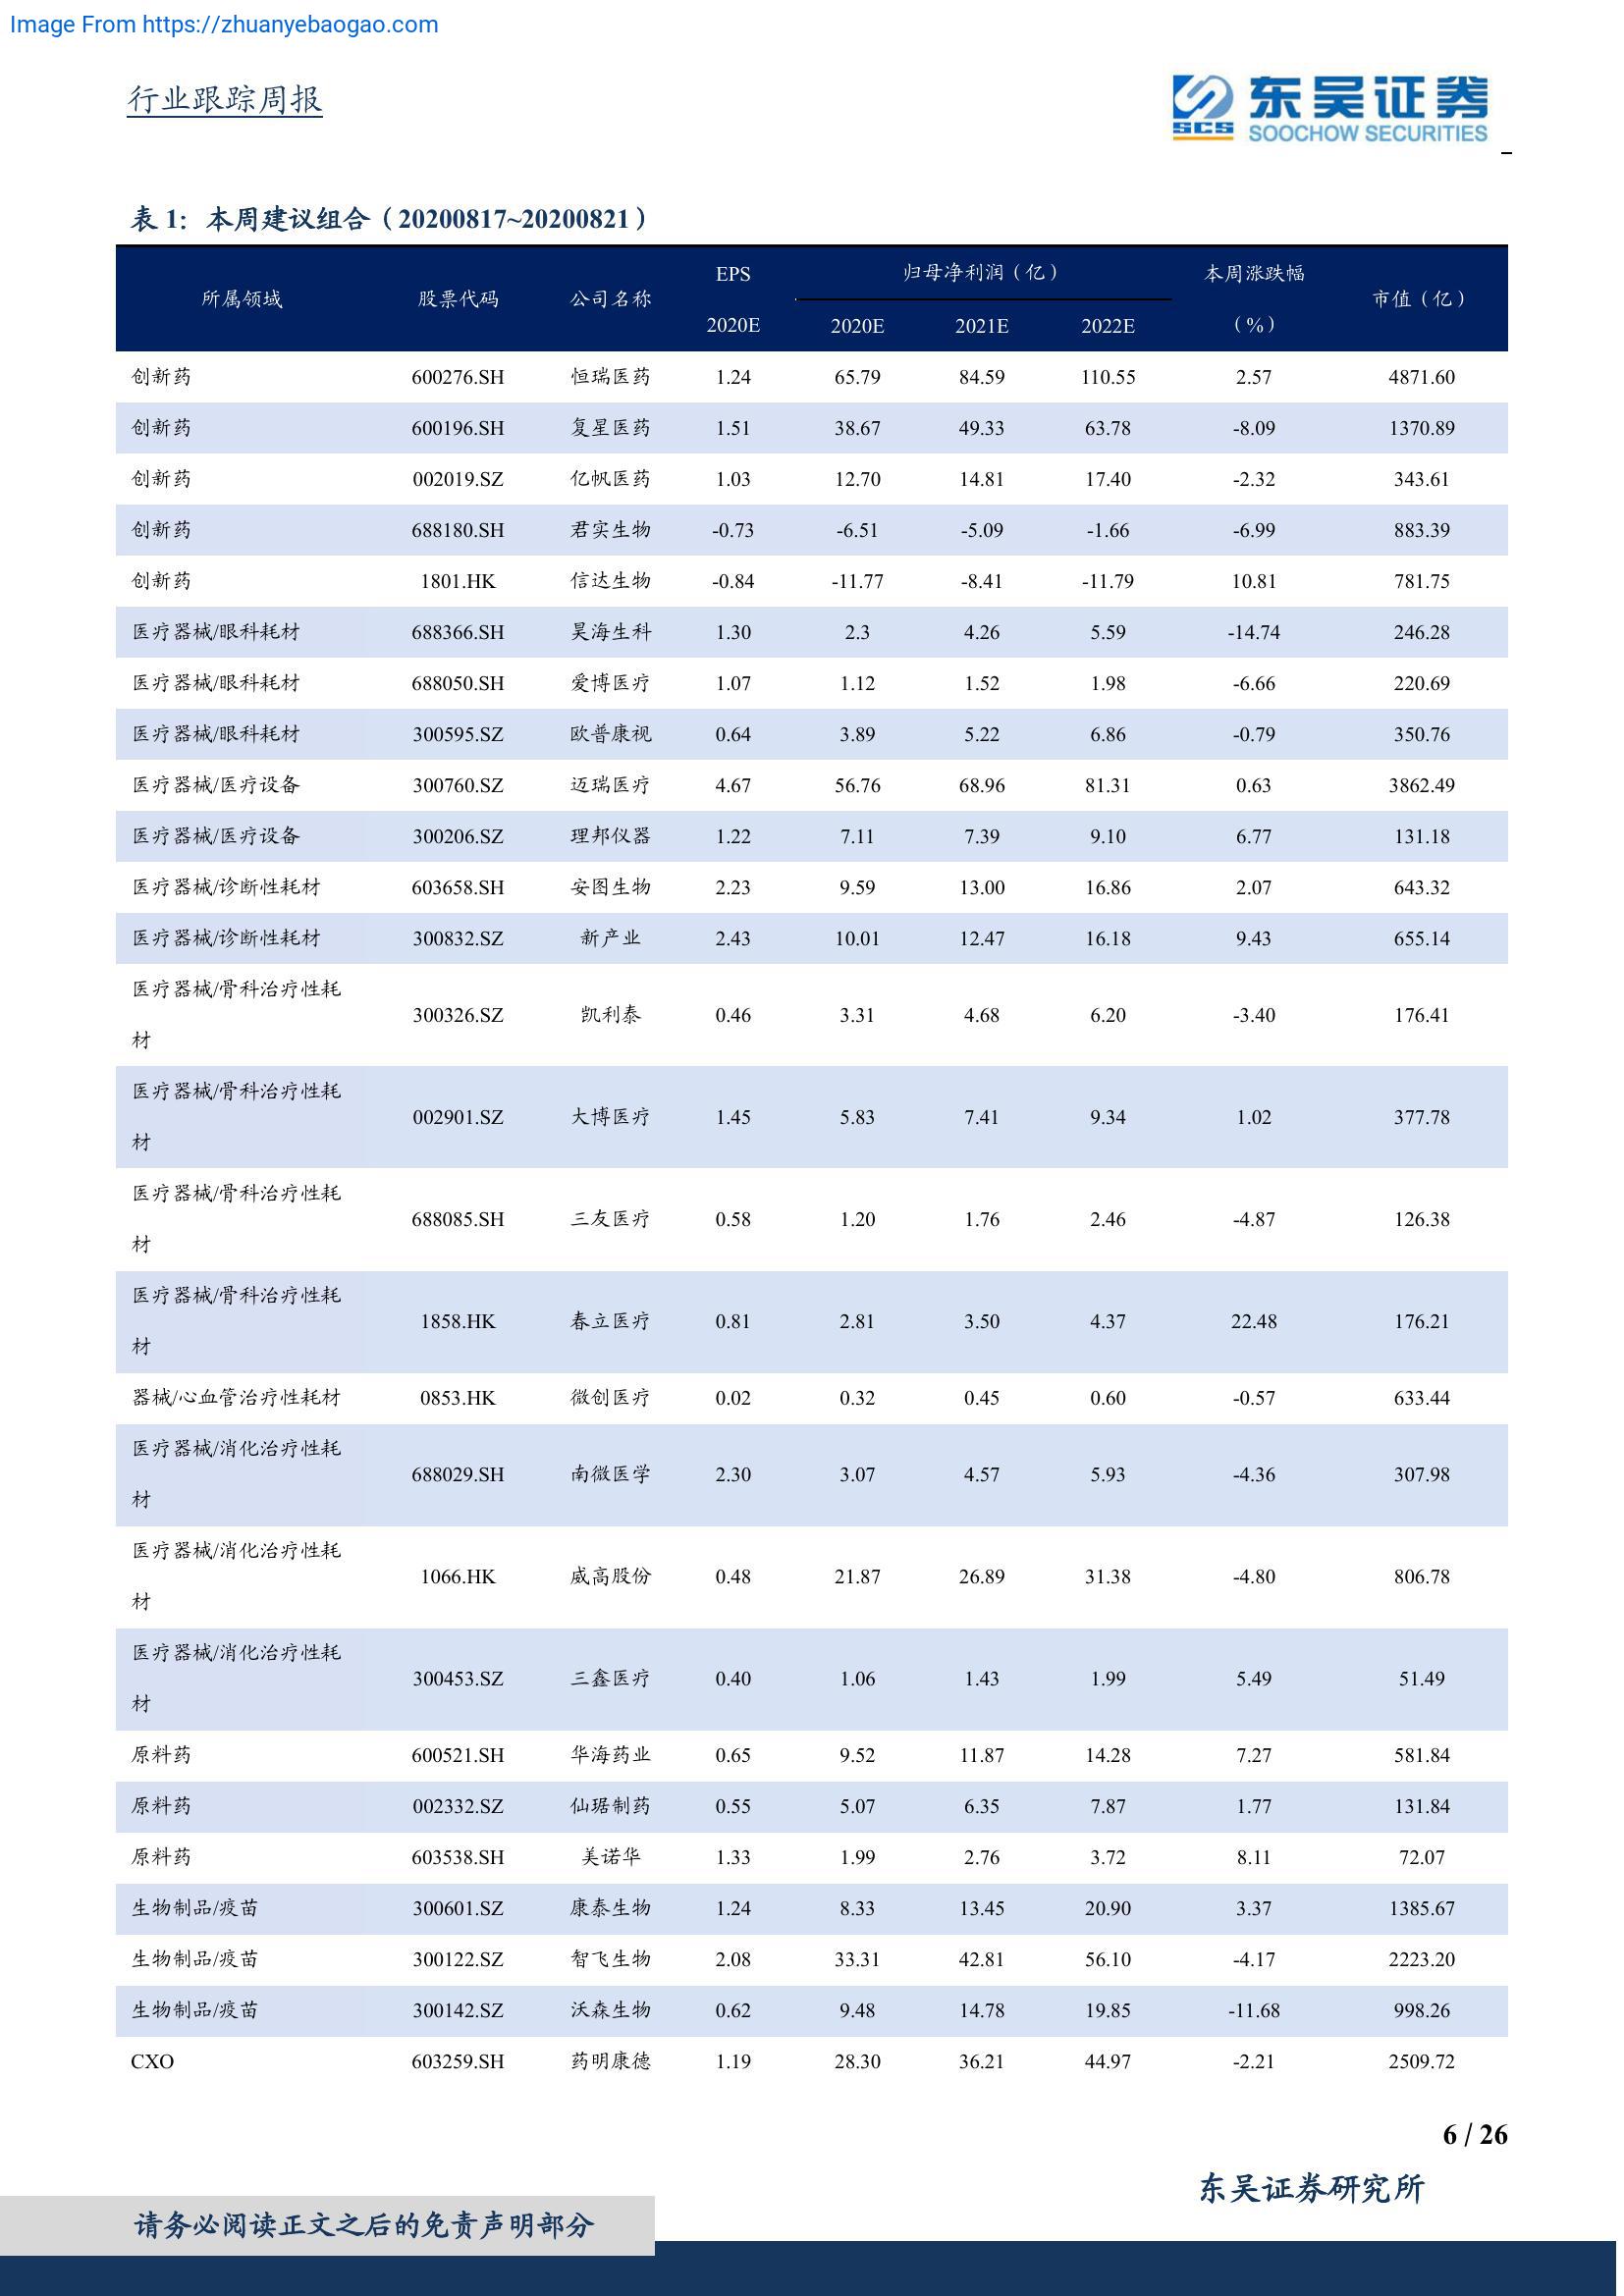 Image From https://zhuanyebaogao.com
行业跟踪周报
东吴证券
SCS
SOOCHOW SECURITIES
表 1：本周建议组合（20200817~20200821）
所属领域 股票代码 公司名称 EPS 归母净利润（亿） 本周涨跌幅 市值（亿）
2020E 2020E 2021E 2022E （%）
创新药 600276.SH 恒瑞医药 1.24 65.79 84.59 110.55 2.57 4871.60
创新药 600196.SH 复星医药 1.51 38.67 49.33 63.78 -8.09 1370.89
创新药 002019.SZ 亿帆医药 1.03 12.70 14.81 17.40 -2.32 343.61
创新药 688180.SH 君实生物 -0.73 -6.51 -5.09 -1.66 -6.99 883.39
创新药 1801.HK 信达生物 -0.84 -11.77 -8.41 -11.79 10.81 781.75
医疗器械/眼科耗材 688366.SH 昊海生科 1.30 2.3 4.26 5.59 -14.74 246.28
医疗器械/眼科耗材 688050.SH 爱博医疗 1.07 1.12 1.52 1.98 -6.66 220.69
医疗器械/眼科耗材 300595.SZ 欧普康视 0.64 3.89 5.22 6.86 -0.79 350.76
医疗器械/医疗设备 300760.SZ 迈瑞医疗 4.67 56.76 68.96 81.31 0.63 3862.49
医疗器械/医疗设备 300206.SZ 理邦仪器 1.22 7.11 7.39 9.10 6.77 131.18
医疗器械/诊断性耗材 603658.SH 安图生物 2.23 9.59 13.00 16.86 2.07 643.32
医疗器械/诊断性耗材 300832.SZ 新产业 2.43 10.01 12.47 16.18 9.43 655.14
医疗器械/骨科治疗性耗
材 300326.SZ 凯利泰 0.46 3.31 4.68 6.20 -3.40 176.41
医疗器械/骨科治疗性耗
材 002901.SZ 大博医疗 1.45 5.83 7.41 9.34 1.02 377.78
医疗器械/骨科治疗性耗
材 688085.SH 三友医疗 0.58 1.20 1.76 2.46 -4.87 126.38
医疗器械/骨科治疗性耗
材 1858.HK 春立医疗 0.81 2.81 3.50 4.37 22.48 176.21
器械/心血管治疗性耗材 0853.HK 微创医疗 0.02 0.32 0.45 0.60 -0.57 633.44
医疗器械/消化治疗性耗
材 688029.SH 南微医学 2.30 3.07 4.57 5.93 -4.36 307.98
医疗器械/消化治疗性耗
材 1066.HK 威高股份 0.48 21.87 26.89 31.38 -4.80 806.78
医疗器械/消化治疗性耗
材 300453.SZ 三鑫医疗 0.40 1.06 1.43 1.99 5.49 51.49
原料药 600521.SH 华海药业 0.65 9.52 11.87 14.28 7.27 581.84
原料药 002332.SZ 仙琚制药 0.55 5.07 6.35 7.87 1.77 131.84
原料药 603538.SH 美诺华 1.33 1.99 2.76 3.72 8.11 72.07
生物制品/疫苗 300601.SZ 康泰生物 1.24 8.33 13.45 20.90 3.37 1385.67
生物制品/疫苗 300122.SZ 智飞生物 2.08 33.31 42.81 56.10 -4.17 2223.20
生物制品/疫苗 300142.SZ 沃森生物 0.62 9.48 14.78 19.85 -11.68 998.26
CXO 603259.SH 药明康德 1.19 28.30 36.21 44.97 -2.21 2509.72
6 / 26
东吴证券研究所
请务必阅读正文之后的免责声明部分